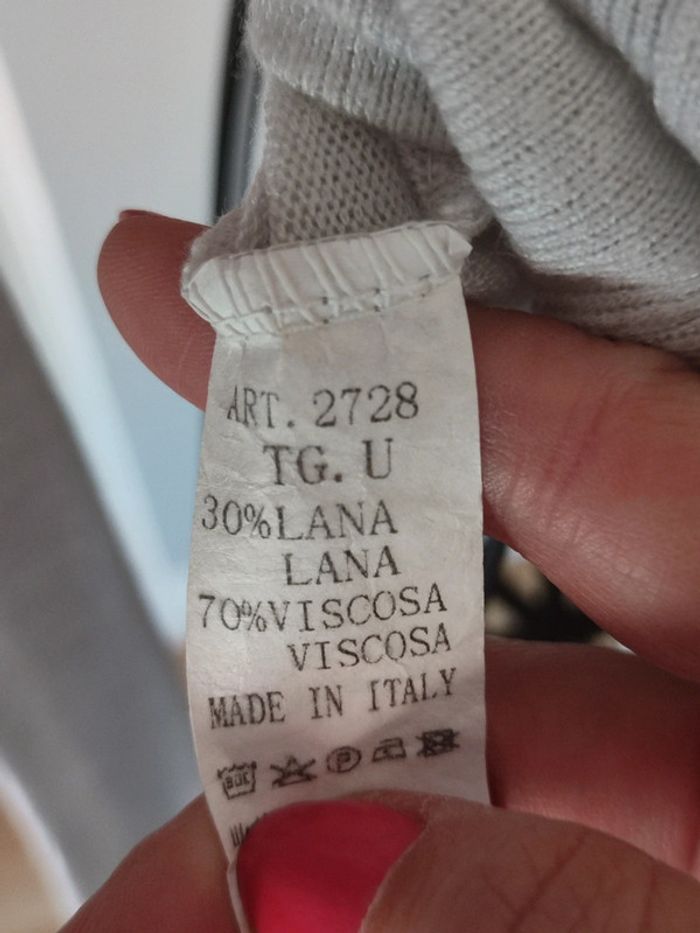 ART. 2728
TG. U
30%LANA
LANA
70%VISCOSA
VISCOSA
MADE IN ITALY
P